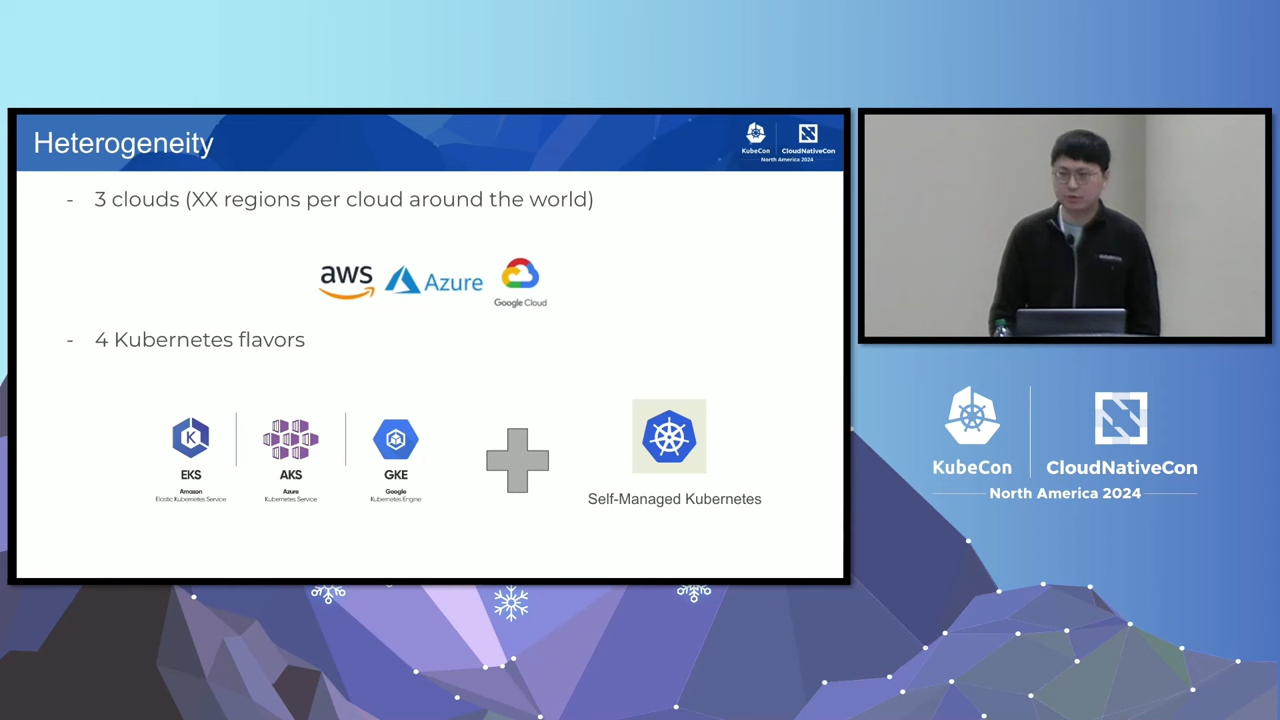 Heterogeneity
KubeCon
CloudNativeCon
North America 2024
- 3 clouds (XX regions per cloud around the world)
aws
Azure
Google Cloud
- 4 Kubernetes flavors
EKS
Amazon
Elastic Kubernetes Service
AKS
Azure
Kubernetes Service
GKE
Google
Kubernetes Engine
K
Self-Managed Kubernetes
KubeCon
CloudNativeCon
North America 2024